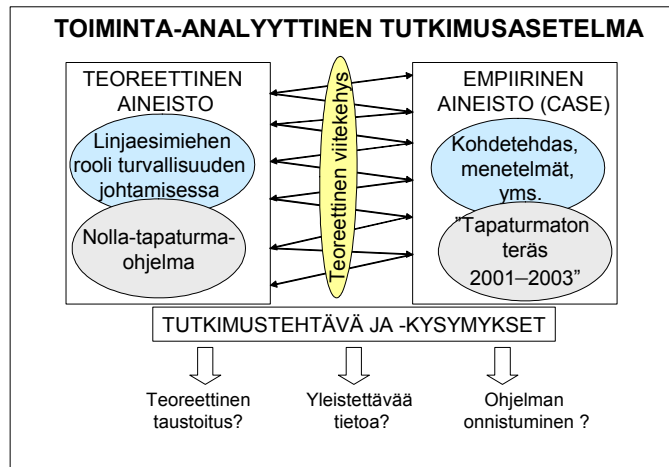 TOIMINTA-ANALYYTTINEN TUTKIMUSASETELMA
TEOREETTINEN
AINEISTO
Linjaesimiehen
rooli turvallisuuden
johtamisessa
Nolla-tapaturma-
ohjelma
Teoreettinen viitekehys
EMPIIRINEN
AINEISTO (CASE)
Kohdetehdas,
menetelmät,
yms.
"Tapaturmaton
teräs
2001–2003"
TUTKIMUSTEHTÄVÄ JA -KYSYMYKSET
Teoreettinen
taustoitus?
Yleistettävää
tietoa?
Ohjelman
onnistuminen ?